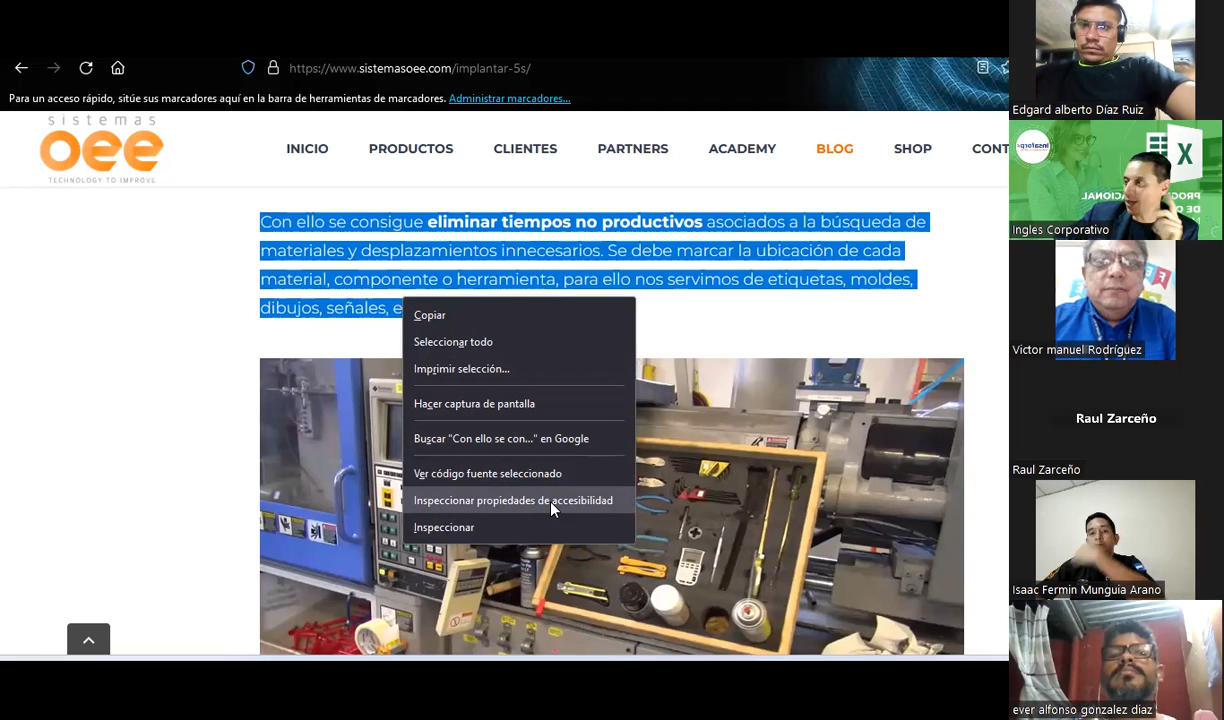 https://www.sistemasoee.com/implantar-5s/
Para un acceso rápido, sitúe sus marcadores aquí en la barra de herramientas de marcadores. Administrar marcadores...
sistemas
oee
TECHNOLOGY TO IMPROVE
INICIO PRODUCTOS CLIENTES PARTNERS ACADEMY BLOG SHOP CONT
Con ello se consigue eliminar tiempos no productivos asociados a la búsqueda de
materiales y desplazamientos innecesarios. Se debe marcar la ubicación de cada
material, componente o herramienta, para ello nos servimos de etiquetas, moldes,
dibujos, señales, e
Copiar
Seleccionar todo
Imprimir selección...
Hacer captura de pantalla
Buscar "Con ello se con..." en Google
Ver código fuente seleccionado
Inspeccionar propiedades de accesibilidad
Inspeccionar
Edgard alberto Díaz Ruiz
Insaforp
X
Ingles Corporativo
Victor manuel Rodríguez
Raul Zarceño
Raul Zarceño
Isaac Fermin Munguia Arano
ever alfonso gonzalez diaz